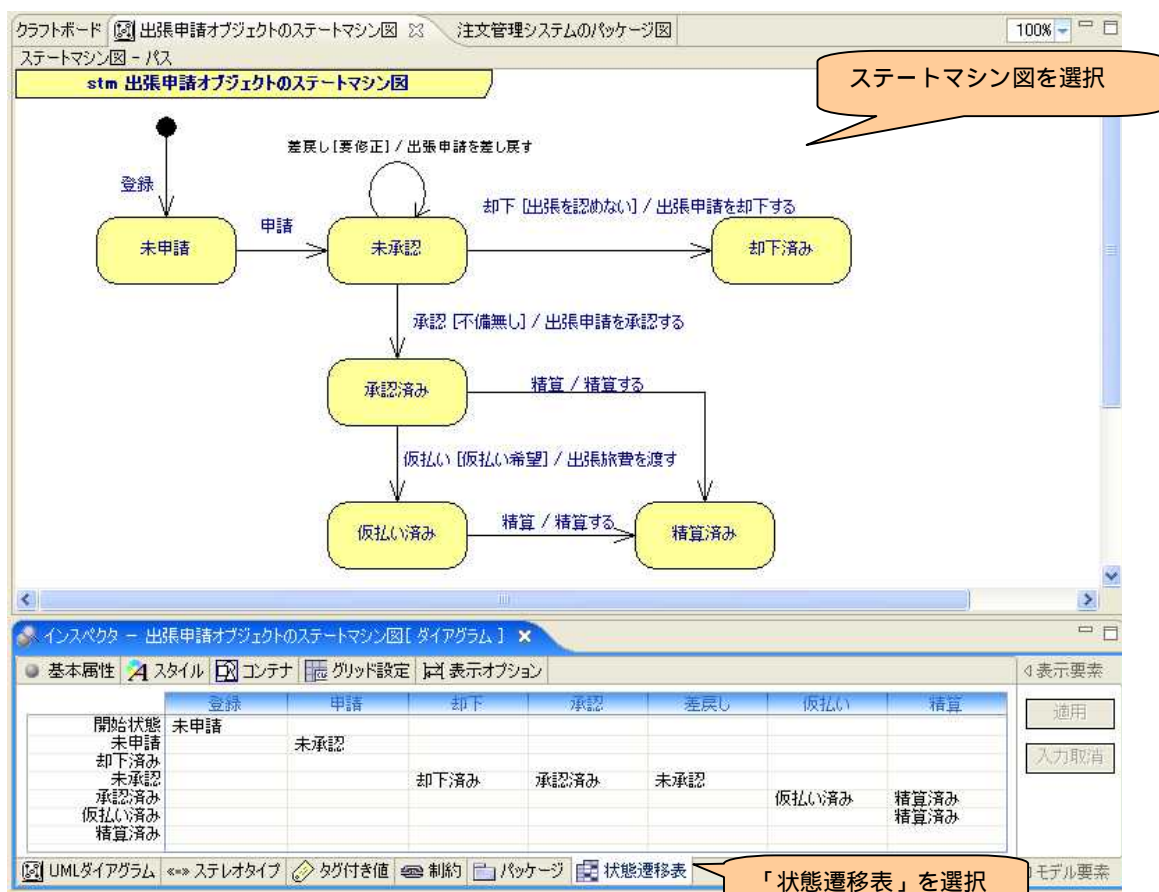 クラフトボード 出張申請オブジェクトのステートマシン図 注文管理システムのパッケージ図 100%
ステートマシン図 - パス
stm 出張申請オブジェクトのステートマシン図
ステートマシン図を選択
差戻し [要修正] / 出張申請を差し戻す
登録
却下 [出張を認めない] / 出張申請を却下する
申請
未申請 未承認 却下済み
承認 [不備無し] / 出張申請を承認する
承認済み
精算 / 精算する
仮払い [仮払い希望] / 出張旅費を渡す
仮払い済み
精算 / 精算する
精算済み
インスペクタ - 出張申請オブジェクトのステートマシン図[ ダイアグラム ]
基本属性 スタイル コンテナ グリッド設定 表示オプション 表示要素
登録 申請 却下 承認 差戻し 仮払い 精算
適用
開始状態 未申請
未申請 未承認
入力取消
却下済み
未承認 却下済み 承認済み 未承認
承認済み 仮払い済み 精算済み
仮払い済み 精算済み
精算済み
UMLダイアグラム «-» ステレオタイプ タグ付き値 制約 パッケージ 状態遷移表 モデル要素
「状態遷移表」を選択